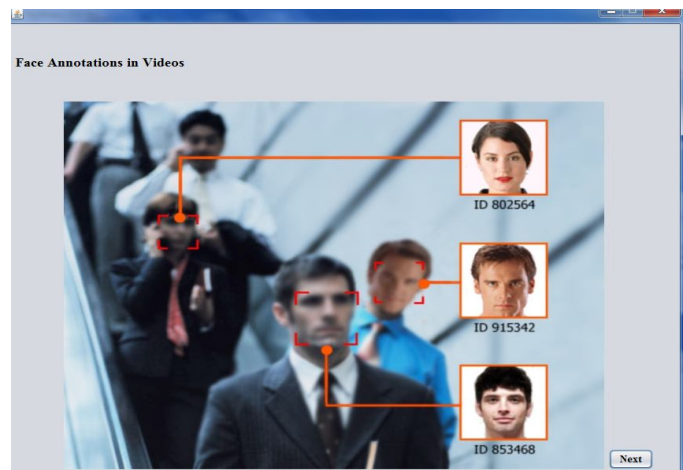 Face Annotations in Videos
ID 802564
ID 915342
ID 853468
Next